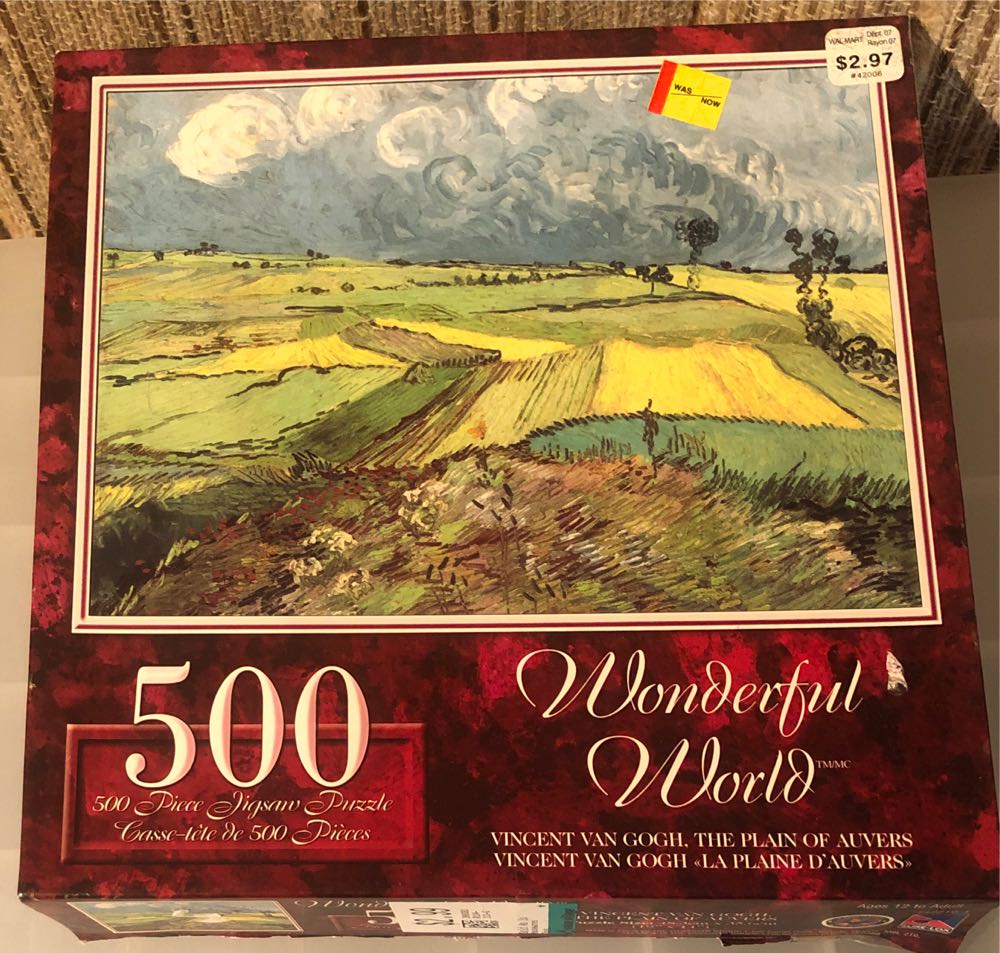 WAL-MART Dépt. 07
Rayon 07
$2.97
#42006
WAS
NOW
500
500 Piece Jigsaw Puzzle
Casse-tête de 500 Pièces
Wonderful
World TM/MC
VINCENT VAN GOGH, THE PLAIN OF AUVERS
VINCENT VAN GOGH «LA PLAINE D'AUVERS»
Ages 12 to Adult
SURE-LOX